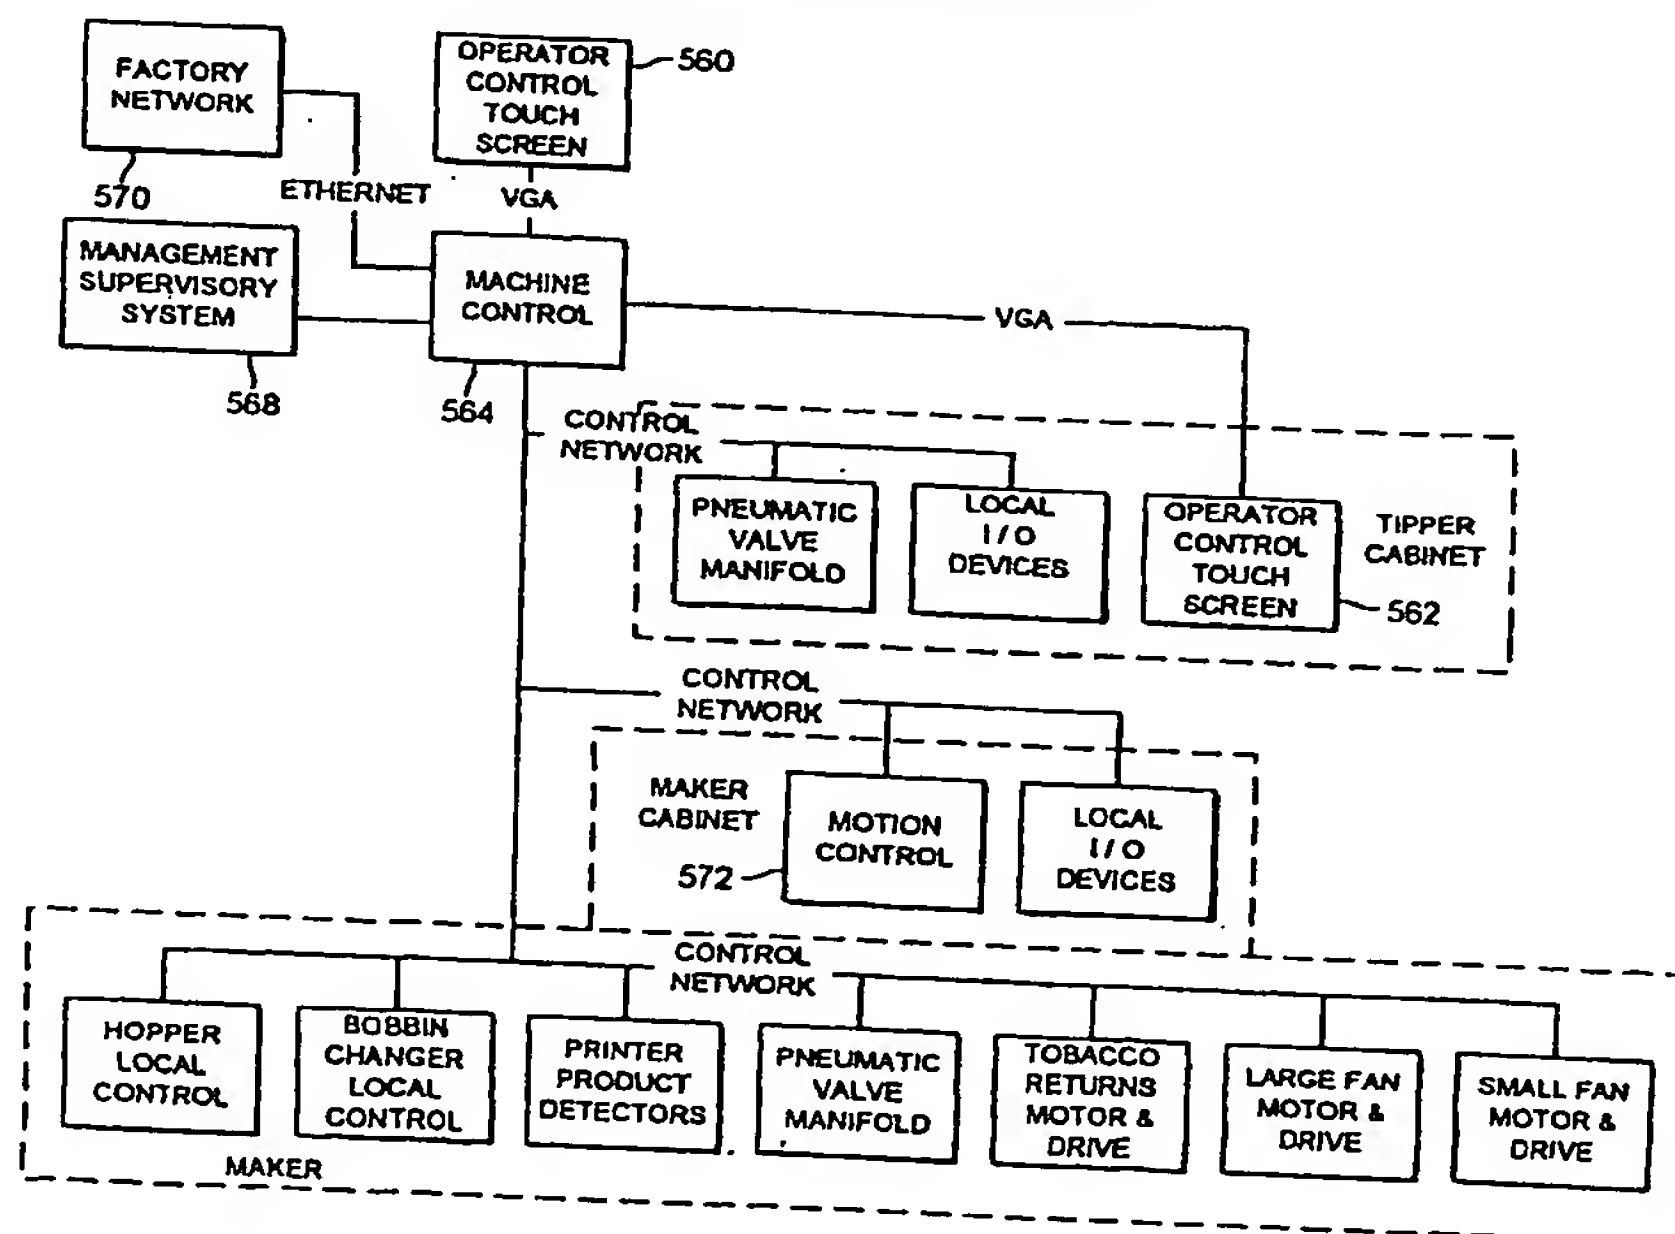 FACTORY
NETWORK
570
OPERATOR
CONTROL
TOUCH
SCREEN
560
ETHERNET
VGA
MANAGEMENT
SUPERVISORY
SYSTEM
568
MACHINE
CONTROL
564
VGA
CONTROL
NETWORK
PNEUMATIC
VALVE
MANIFOLD
LOCAL
I/O
DEVICES
OPERATOR
CONTROL
TOUCH
SCREEN
562
TIPPER
CABINET
CONTROL
NETWORK
MAKER
CABINET
MOTION
CONTROL
572
LOCAL
I/O
DEVICES
CONTROL
NETWORK
HOPPER
LOCAL
CONTROL
BOBBIN
CHANGER
LOCAL
CONTROL
PRINTER
PRODUCT
DETECTORS
PNEUMATIC
VALVE
MANIFOLD
TOBACCO
RETURNS
MOTOR &
DRIVE
LARGE FAN
MOTOR &
DRIVE
SMALL FAN
MOTOR &
DRIVE
MAKER